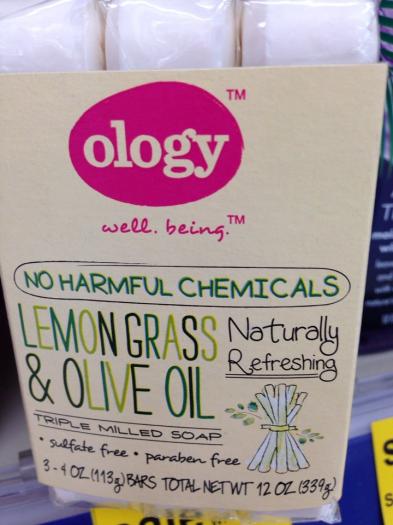 ology™
well. being.™
NO HARMFUL CHEMICALS
LEMON GRASS
& OLIVE OIL
Naturally
Refreshing
TRIPLE MILLED SOAP
• sulfate free • paraben free
3 - 4 OZ (113g) BARS TOTAL NET WT 12 OZ (339g)